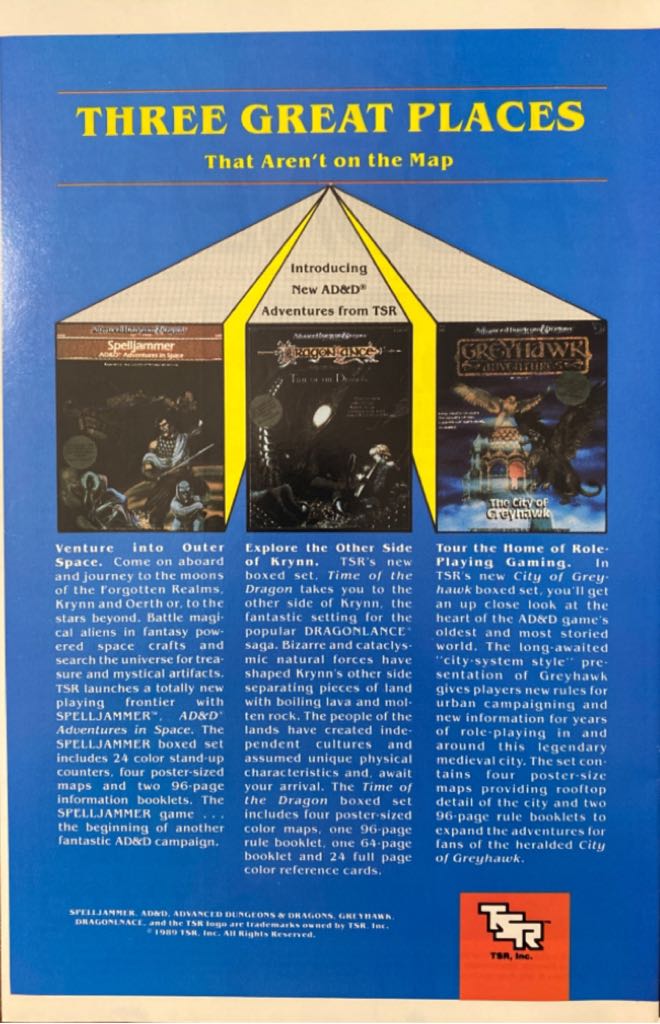 THREE GREAT PLACES
That Aren't on the Map
Introducing
New AD&D®
Adventures from TSR
Advanced Dungeons & Dragons
Spelljammer
AD&D® Adventures in Space
Advanced Dungeons & Dragons
DRAGONLANCE
Time of the Dragon
Advanced Dungeons & Dragons
GREYHAWK
ADVENTURES
The City of
Greyhawk
Venture into Outer
Space. Come on aboard
and journey to the moons
of the Forgotten Realms,
Krynn and Oerth or, to the
stars beyond. Battle magi-
cal aliens in fantasy pow-
ered space crafts and
search the universe for trea-
sure and mystical artifacts.
TSR launches a totally new
playing frontier with
SPELLJAMMER™, AD&D®
Adventures in Space. The
SPELLJAMMER boxed set
includes 24 color stand-up
counters, four poster-sized
maps and two 96-page
information booklets. The
SPELLJAMMER game . . .
the beginning of another
fantastic AD&D campaign.
Explore the Other Side
of Krynn. TSR's new
boxed set, Time of the
Dragon takes you to the
other side of Krynn, the
fantastic setting for the
popular DRAGONLANCE®
saga. Bizarre and cataclys-
mic natural forces have
shaped Krynn's other side
separating pieces of land
with boiling lava and mol-
ten rock. The people of the
lands have created inde-
pendent cultures and
assumed unique physical
characteristics and, await
your arrival. The Time of
the Dragon boxed set
includes four poster-sized
color maps, one 96-page
rule booklet, one 64-page
booklet and 24 full page
color reference cards.
Tour the Home of Role-
Playing Gaming. In
TSR's new City of Grey-
hawk boxed set, you'll get
an up close look at the
heart of the AD&D game's
oldest and most storied
world. The long-awaited
"city-system style" pre-
sentation of Greyhawk
gives players new rules for
urban campaigning and
new information for years
of role-playing in and
around this legendary
medieval city. The set con-
tains four poster-size
maps providing rooftop
detail of the city and two
96-page rule booklets to
expand the adventures for
fans of the heralded City
of Greyhawk.
SPELLJAMMER, AD&D, ADVANCED DUNGEONS & DRAGONS, GREYHAWK,
DRAGONLNACE, and the TSR logo are trademarks owned by TSR, Inc.
©1989 TSR, Inc. All Rights Reserved.
TSR™
TSR, Inc.